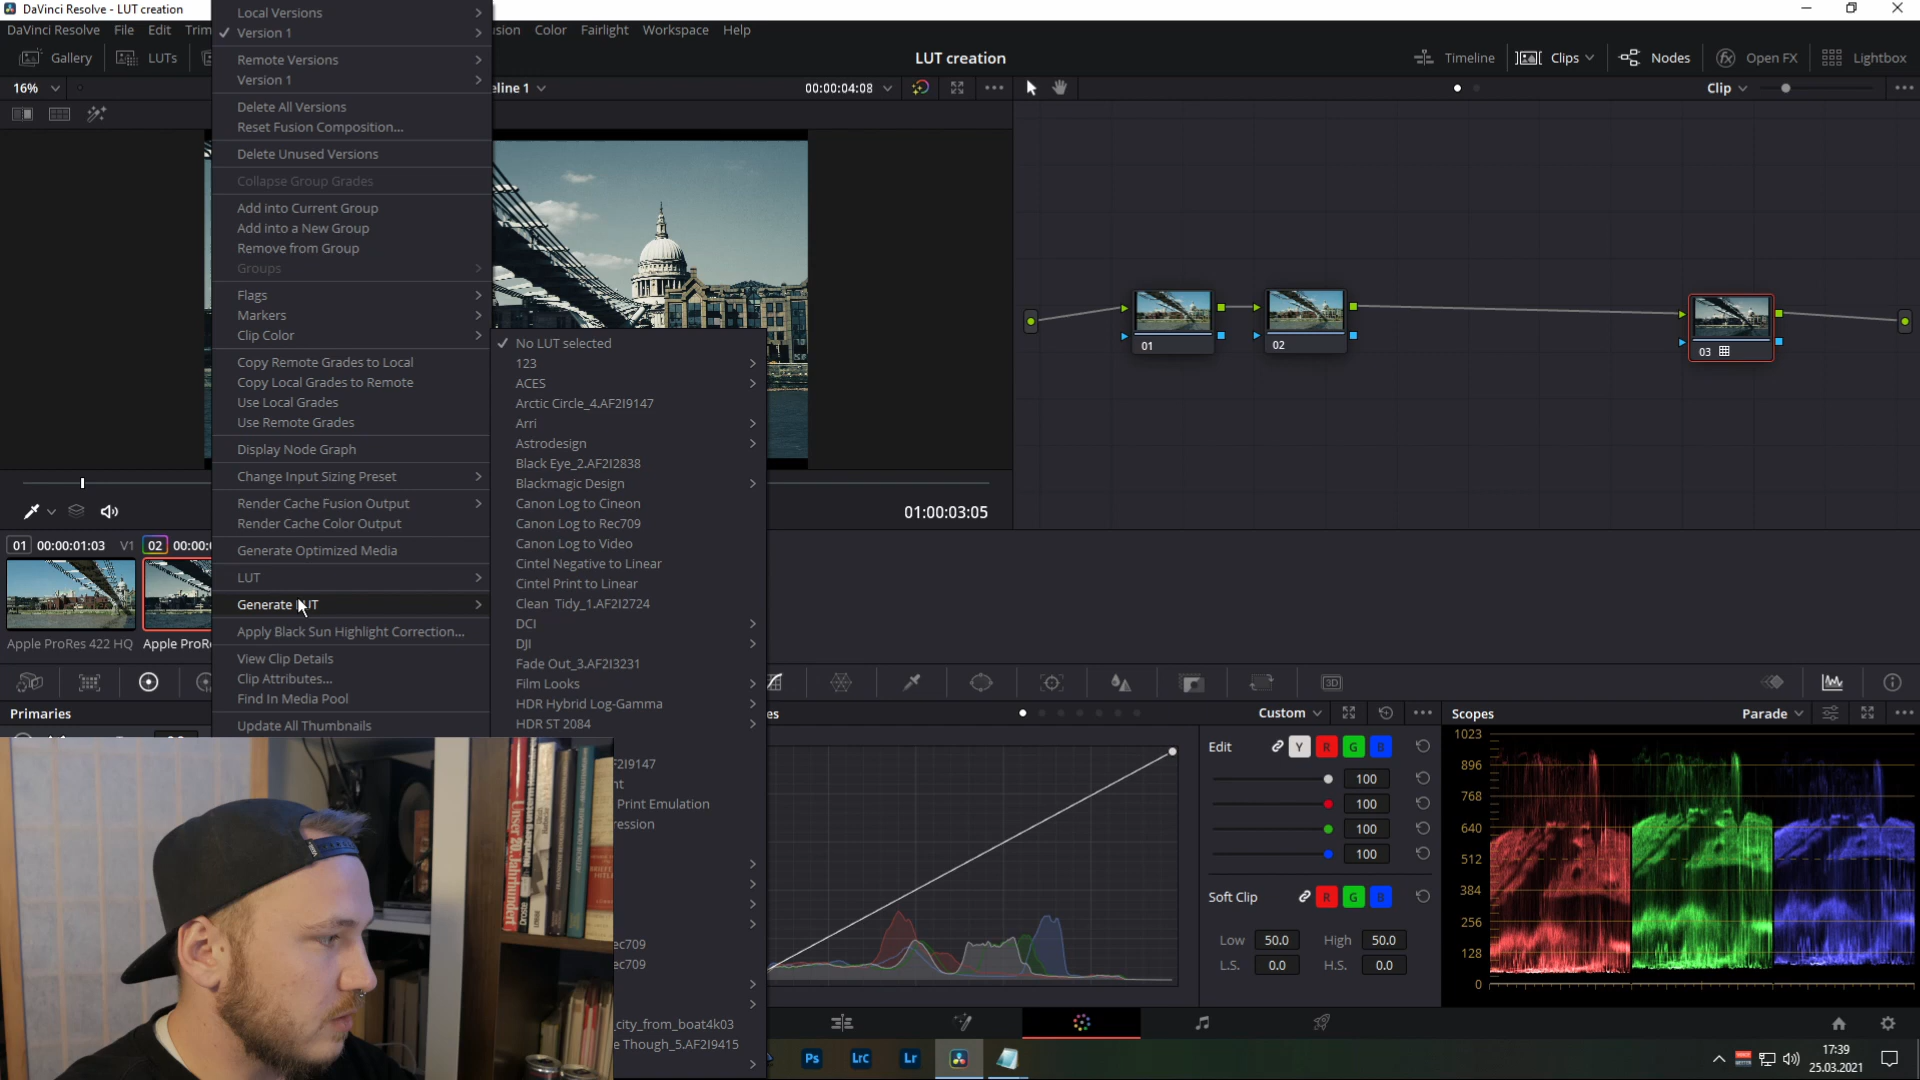 DaVinci Resolve - LUT creation
DaVinci Resolve File Edit Trim
usion Color Fairlight Workspace Help
Gallery LUTs
LUT creation
Timeline Clips Nodes Open FX Lightbox
16%
eline 1
00:00:04:08
Clip
Local Versions
Version 1
Remote Versions
Version 1
Delete All Versions
Reset Fusion Composition...
Delete Unused Versions
Collapse Group Grades
Add into Current Group
Add into a New Group
Remove from Group
Groups
Flags
Markers
Clip Color
Copy Remote Grades to Local
Copy Local Grades to Remote
Use Local Grades
Use Remote Grades
Display Node Graph
Change Input Sizing Preset
Render Cache Fusion Output
Render Cache Color Output
Generate Optimized Media
LUT
Generate LUT
Apply Black Sun Highlight Correction...
View Clip Details
Clip Attributes...
Find In Media Pool
Update All Thumbnails
No LUT selected
123
ACES
Arctic Circle_4.AF2I9147
Arri
Astrodesign
Black Eye_2.AF2I2838
Blackmagic Design
Canon Log to Cineon
Canon Log to Rec709
Canon Log to Video
Cintel Negative to Linear
Cintel Print to Linear
Clean Tidy_1.AF2I2724
DCI
DJI
Fade Out_3.AF2I3231
Film Looks
HDR Hybrid Log-Gamma
HDR ST 2084
F2I9147
nt
Print Emulation
ression
ec709
ec709
city_from_boat4k03
e Though_5.AF2I9415
01
02
03
01:00:03:05
01 00:00:01:03 V1 02 00:00:
Apple ProRes 422 HQ Apple ProR
Primaries
es
Custom
Scopes
Parade
Edit Y R G B
100
100
100
100
Soft Clip R G B
Low 50.0 High 50.0
L.S. 0.0 H.S. 0.0
1023
896
768
640
512
384
256
128
0
3D
Unser 20. Jahrhundert
Droste
Ps LrC Lr
17:39
25.03.2021